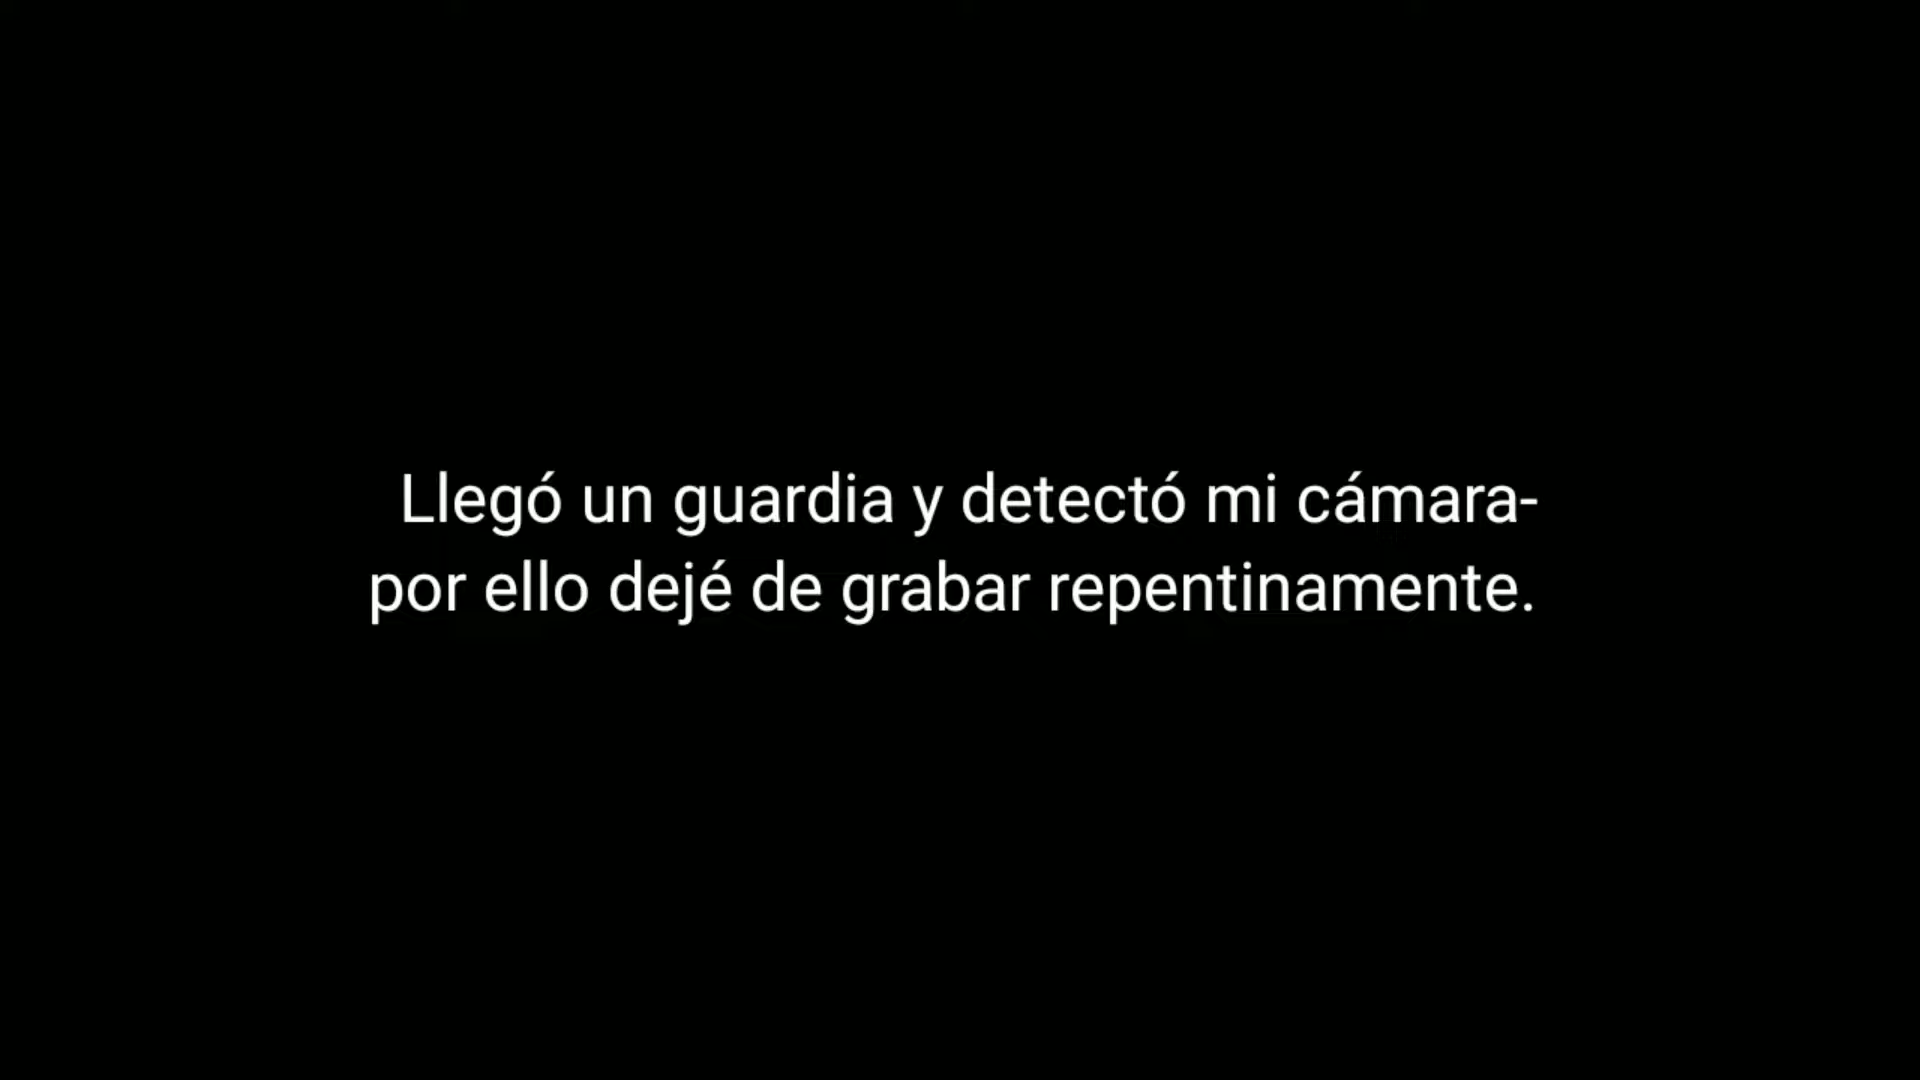 Llegó un guardia y detectó mi cámara-
por ello dejé de grabar repentinamente.